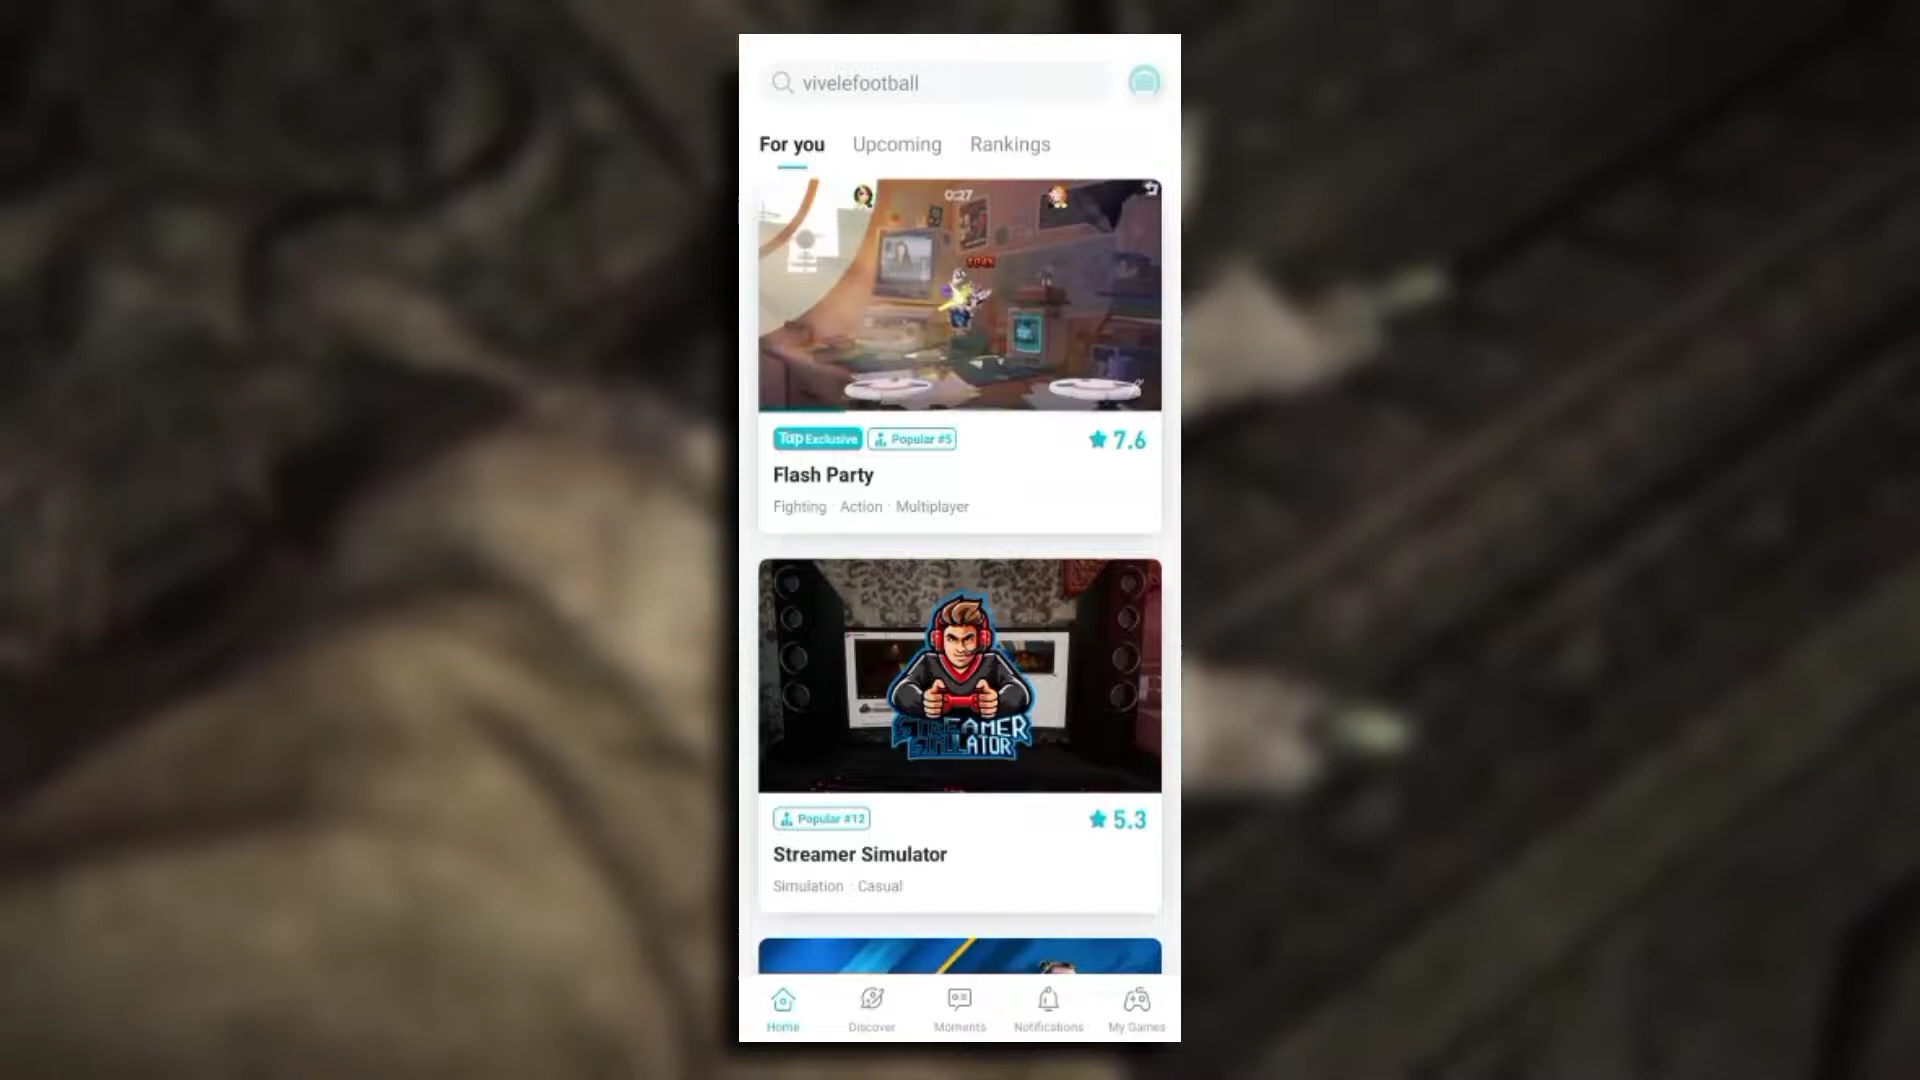 vivelefootball
For you Upcoming Rankings
0:27
104%
Tap Exclusive Popular #5 7.6
Flash Party
Fighting · Action · Multiplayer
STREAMER
SIMULATOR
Popular #12 5.3
Streamer Simulator
Simulation · Casual
Home Discover Moments Notifications My Games